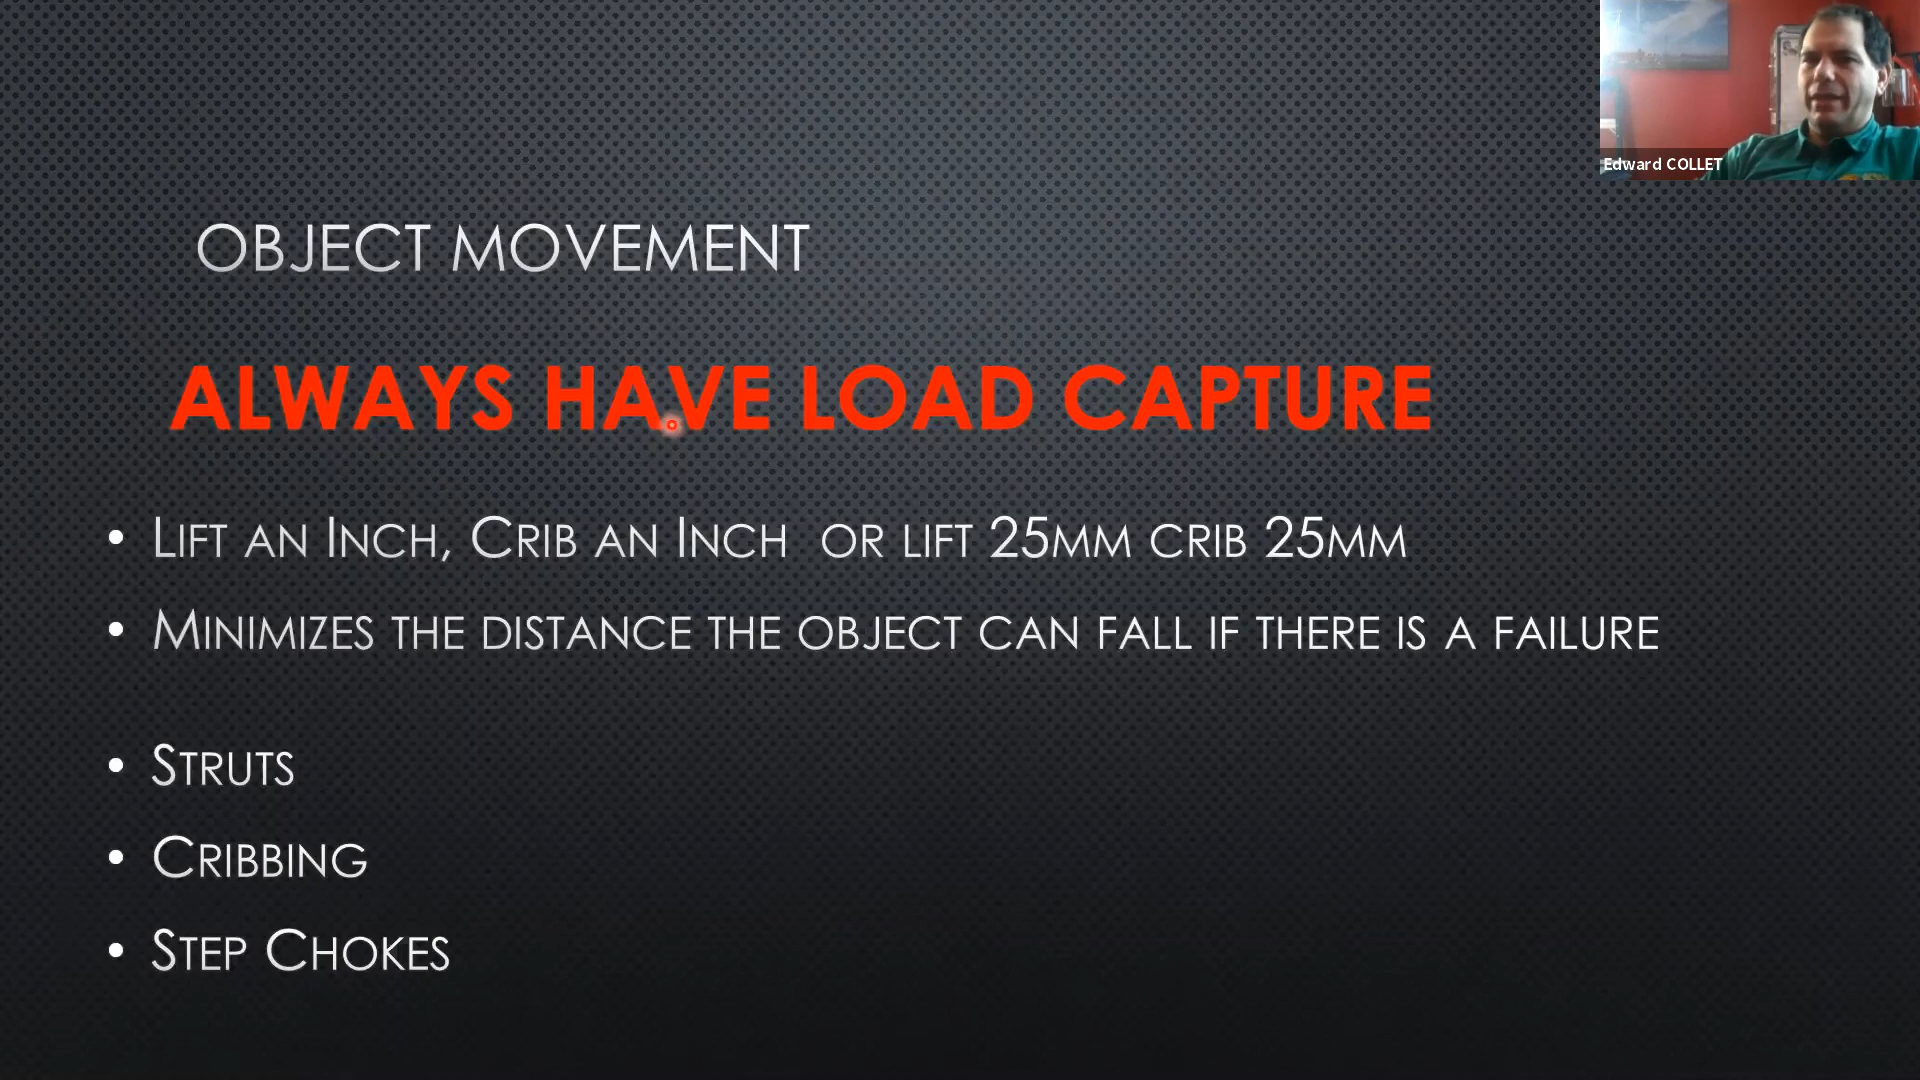 Edward COLLET
OBJECT MOVEMENT
ALWAYS HAVE LOAD CAPTURE
• LIFT AN INCH, CRIB AN INCH OR LIFT 25MM CRIB 25MM
• MINIMIZES THE DISTANCE THE OBJECT CAN FALL IF THERE IS A FAILURE
• STRUTS
• CRIBBING
• STEP CHOKES